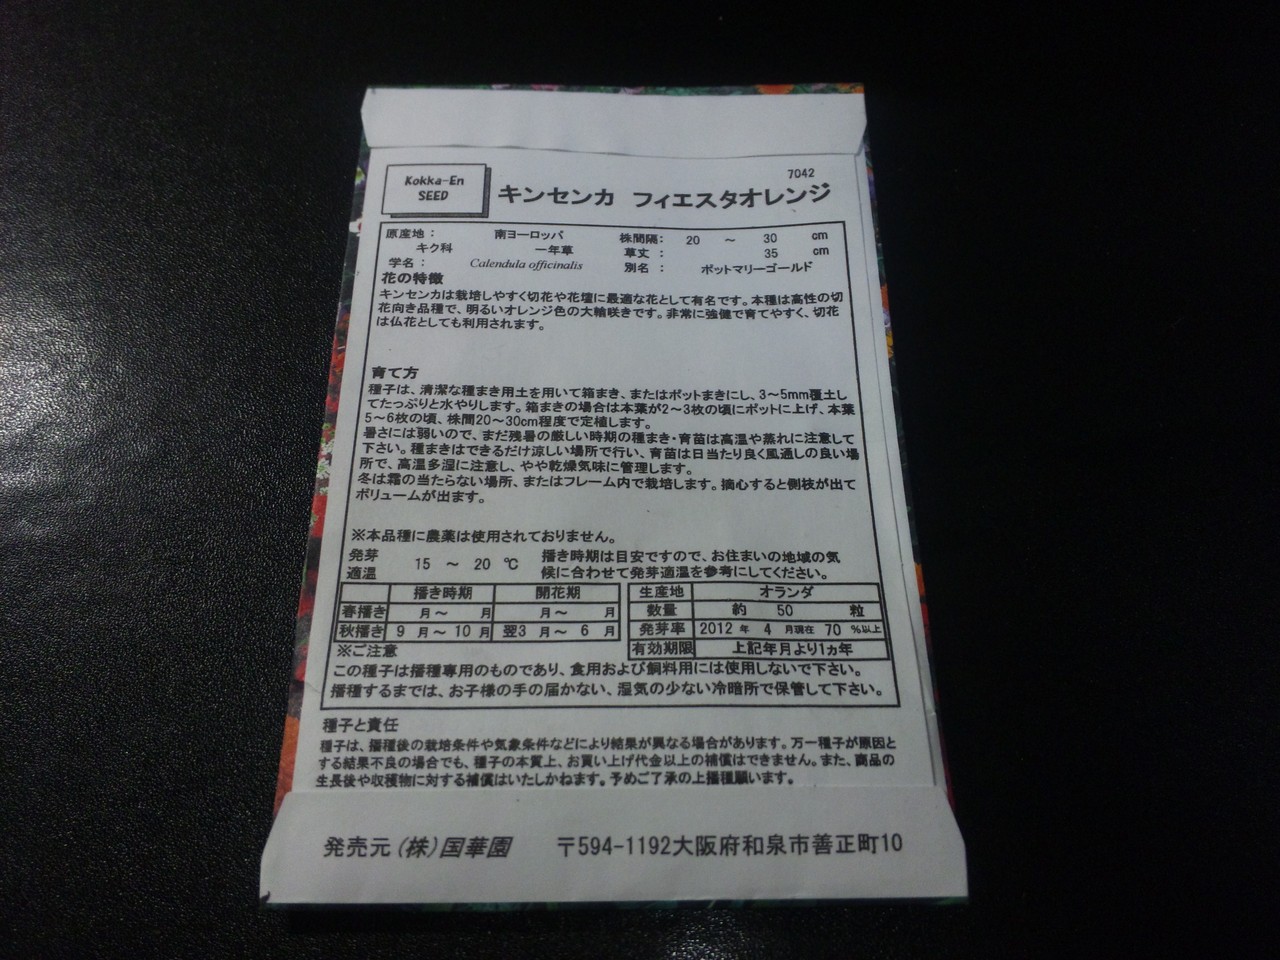 7042
Kokka-En
SEED
キンセンカ フィエスタオレンジ
原産地： 南ヨーロッパ 株間隔： 20 ～ 30 cm
キク科 一年草 草丈： 35 cm
学名： Calendula officinalis 別名： ポットマリーゴールド
花の特徴
キンセンカは栽培しやすく切花や花壇に最適な花として有名です。本種は高性の切
花向き品種で、明るいオレンジ色の大輪咲きです。非常に強健で育てやすく、切花
は仏花としても利用されます。
育て方
種子は、清潔な種まき用土を用いて箱まき、またはポットまきにし、3～5mm覆土し
てたっぷりと水やりします。箱まきの場合は本葉が2～3枚の頃にポットに上げ、本葉
5～6枚の頃、株間20～30cm程度で定植します。
暑さには弱いので、まだ残暑の厳しい時期の種まき・育苗は高温や蒸れに注意して
下さい。種まきはできるだけ涼しい場所で行い、育苗は日当たり良く風通しの良い場
所で、高温多湿に注意し、やや乾燥気味に管理します。
冬は霜の当たらない場所、またはフレーム内で栽培します。摘心すると側枝が出て
ボリュームが出ます。
※本品種に農薬は使用されておりません。
発芽
適温 15 ～ 20 ℃
播き時期は目安ですので、お住まいの地域の気
候に合わせて発芽適温を参考にしてください。
播き時期 開花期
春播き 月～ 月 月～ 月
秋播き 9 月～ 10 月 翌3 月～ 6 月
生産地 オランダ
数量 約 50 粒
発芽率 2012 年 4 月現在 70 %以上
有効期限 上記年月より1ヵ年
※ご注意
この種子は播種専用のものであり、食用および飼料用には使用しないで下さい。
播種するまでは、お子様の手の届かない、湿気の少ない冷暗所で保管して下さい。
種子と責任
種子は、播種後の栽培条件や気象条件などにより結果が異なる場合があります。万一種子が原因と
する結果不良の場合でも、種子の本質上、お買い上げ代金以上の補償はできません。また、商品の
生長後や収穫物に対する補償はいたしかねます。予めご了承の上播種願います。
発売元 （株）国華園 〒594-1192大阪府和泉市善正町10